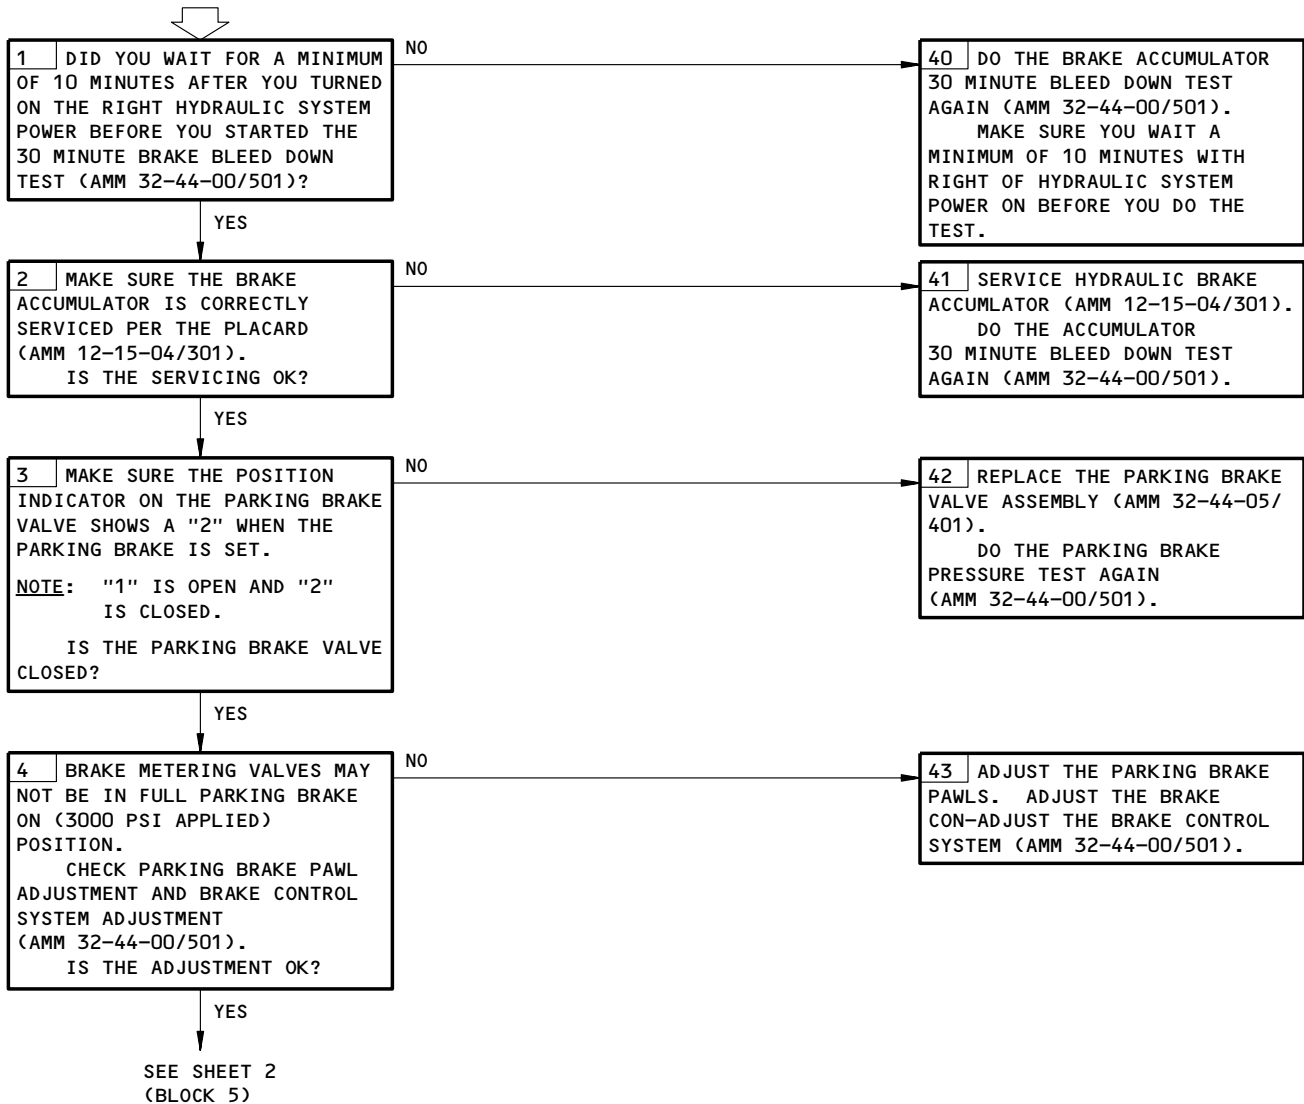 1 DID YOU WAIT FOR A MINIMUM
OF 10 MINUTES AFTER YOU TURNED
ON THE RIGHT HYDRAULIC SYSTEM
POWER BEFORE YOU STARTED THE
30 MINUTE BRAKE BLEED DOWN
TEST (AMM 32-44-00/501)?
NO
40 DO THE BRAKE ACCUMULATOR
30 MINUTE BLEED DOWN TEST
AGAIN (AMM 32-44-00/501).
MAKE SURE YOU WAIT A
MINIMUM OF 10 MINUTES WITH
RIGHT OF HYDRAULIC SYSTEM
POWER ON BEFORE YOU DO THE
TEST.
YES
2 MAKE SURE THE BRAKE
ACCUMULATOR IS CORRECTLY
SERVICED PER THE PLACARD
(AMM 12-15-04/301).
IS THE SERVICING OK?
NO
41 SERVICE HYDRAULIC BRAKE
ACCUMLATOR (AMM 12-15-04/301).
DO THE ACCUMULATOR
30 MINUTE BLEED DOWN TEST
AGAIN (AMM 32-44-00/501).
YES
3 MAKE SURE THE POSITION
INDICATOR ON THE PARKING BRAKE
VALVE SHOWS A "2" WHEN THE
PARKING BRAKE IS SET.
NOTE: "1" IS OPEN AND "2"
IS CLOSED.
IS THE PARKING BRAKE VALVE
CLOSED?
NO
42 REPLACE THE PARKING BRAKE
VALVE ASSEMBLY (AMM 32-44-05/
401).
DO THE PARKING BRAKE
PRESSURE TEST AGAIN
(AMM 32-44-00/501).
YES
4 BRAKE METERING VALVES MAY
NOT BE IN FULL PARKING BRAKE
ON (3000 PSI APPLIED)
POSITION.
CHECK PARKING BRAKE PAWL
ADJUSTMENT AND BRAKE CONTROL
SYSTEM ADJUSTMENT
(AMM 32-44-00/501).
IS THE ADJUSTMENT OK?
NO
43 ADJUST THE PARKING BRAKE
PAWLS. ADJUST THE BRAKE
CON-ADJUST THE BRAKE CONTROL
SYSTEM (AMM 32-44-00/501).
YES
SEE SHEET 2
(BLOCK 5)